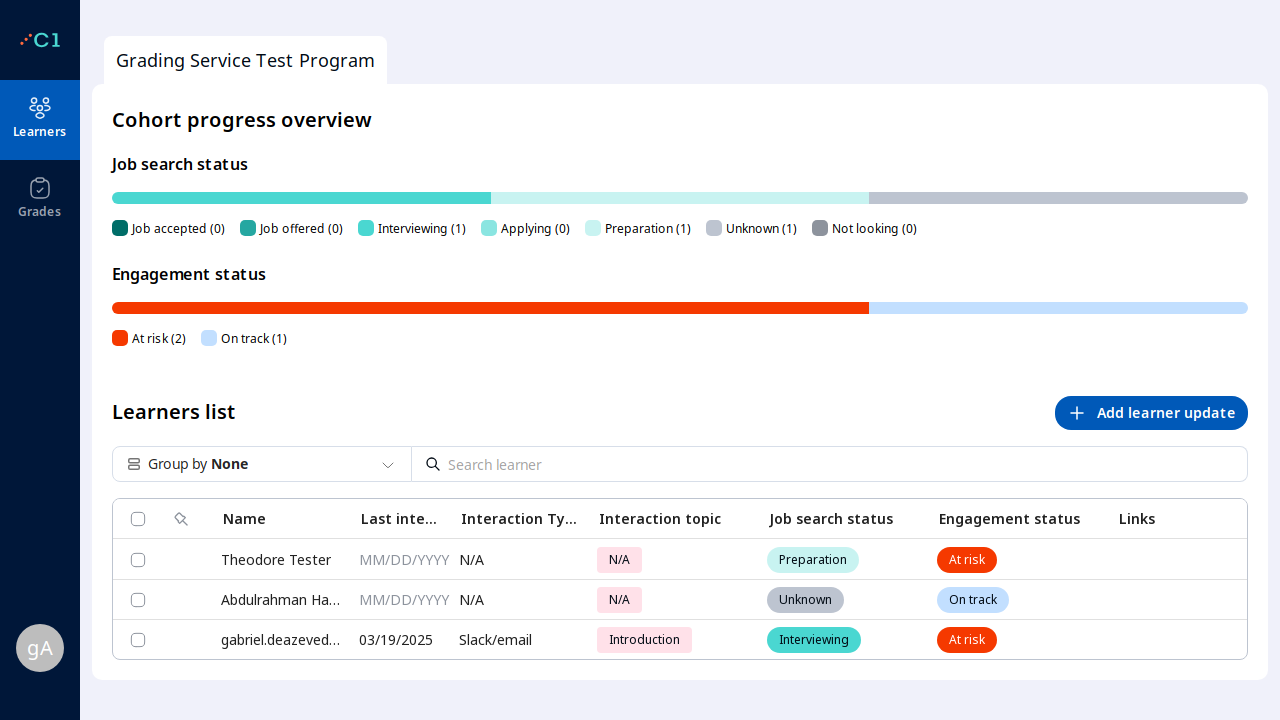 C1
Learners
Grades
gA
Grading Service Test Program
Cohort progress overview
Job search status
Job accepted (0) Job offered (0) Interviewing (1) Applying (0) Preparation (1) Unknown (1) Not looking (0)
Engagement status
At risk (2) On track (1)
Learners list
Add learner update
Group by None
Search learner
Name Last inte... Interaction Ty... Interaction topic Job search status Engagement status Links
Theodore Tester MM/DD/YYYY N/A N/A Preparation At risk
Abdulrahman Ha... MM/DD/YYYY N/A N/A Unknown On track
gabriel.deazeved... 03/19/2025 Slack/email Introduction Interviewing At risk